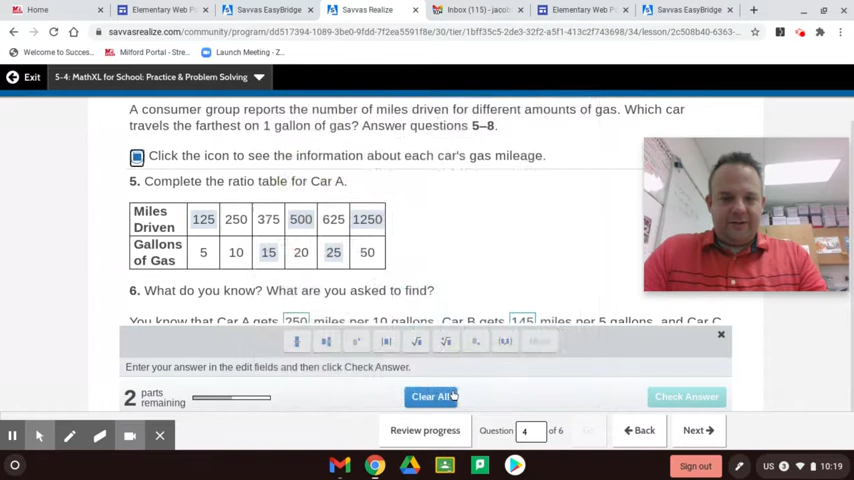 Home
Elementary Web P
Savvas EasyBridge
Savvas Realize
Inbox (115) - jacob
Elementary Web P
Savvas EasyBridge
savvasrealize.com/community/program/dd517394-1089-3be0-9fdd-7f2ea5591f8e/30/tier/1bff35c5-2de3-32f2-a5f1-413c2f743698/34/lesson/2c508b40-6363-...
Welcome to Succes...
Milford Portal - Stre...
Launch Meeting - Z...
Exit
5-4: MathXL for School: Practice & Problem Solving
A consumer group reports the number of miles driven for different amounts of gas. Which car
travels the farthest on 1 gallon of gas? Answer questions 5–8.
Click the icon to see the information about each car's gas mileage.
5. Complete the ratio table for Car A.
Miles Driven 125 250 375 500 625 1250
Gallons of Gas 5 10 15 20 25 50
6. What do you know? What are you asked to find?
You know that Car A gets 250 miles per 10 gallons, Car B gets 145 miles per 5 gallons, and Car C
Enter your answer in the edit fields and then click Check Answer.
2 parts remaining
Clear All
Check Answer
Review progress
Question 4 of 6
Back
Next
Sign out
US 3 10:19